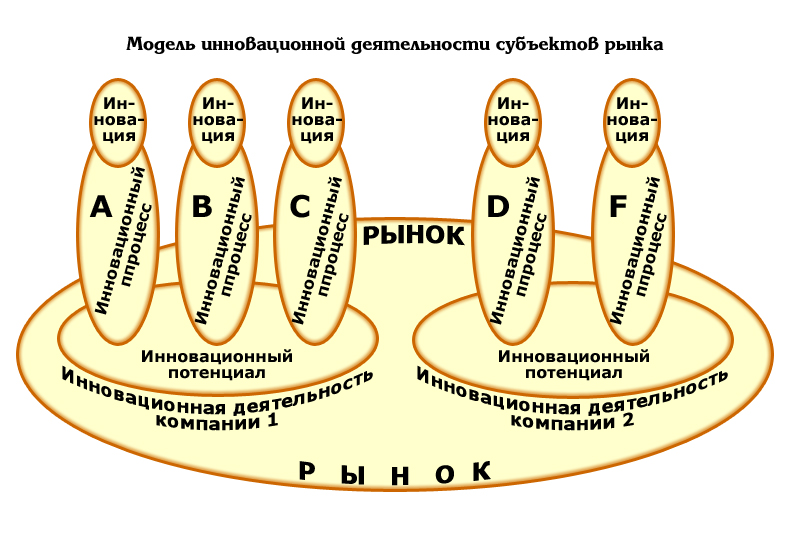 Модель инновационной деятельности субъектов рынка
Ин-
нова-
ция
Ин-
нова-
ция
Ин-
нова-
ция
Ин-
нова-
ция
Ин-
нова-
ция
A
Инновационный
ппроцесс
B
Инновационный
ппроцесс
C
Инновационный
ппроцесс
D
Инновационный
ппроцесс
F
Инновационный
ппроцесс
РЫНОК
Инновационный
потенциал
Инновационная деятельность
компании 1
Инновационный
потенциал
Инновационная деятельность
компании 2
Р Ы Н О К